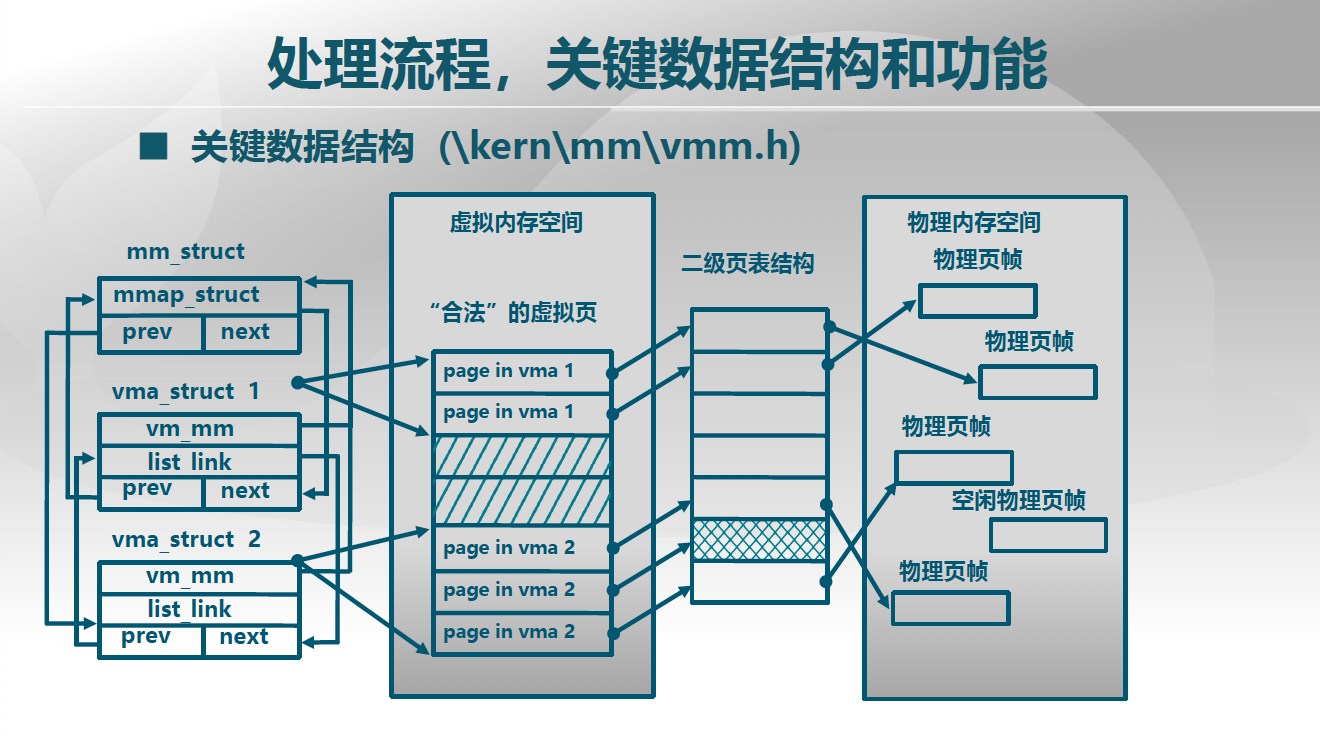 处理流程，关键数据结构和功能
关键数据结构 (\kern\mm\vmm.h)
mm_struct
mmap_struct
prev next
vma_struct 1
vm_mm
list_link
prev next
vma_struct 2
vm_mm
list_link
prev next
虚拟内存空间
“合法”的虚拟页
page in vma 1
page in vma 1
page in vma 2
page in vma 2
page in vma 2
二级页表结构
物理内存空间
物理页帧
物理页帧
物理页帧
空闲物理页帧
物理页帧